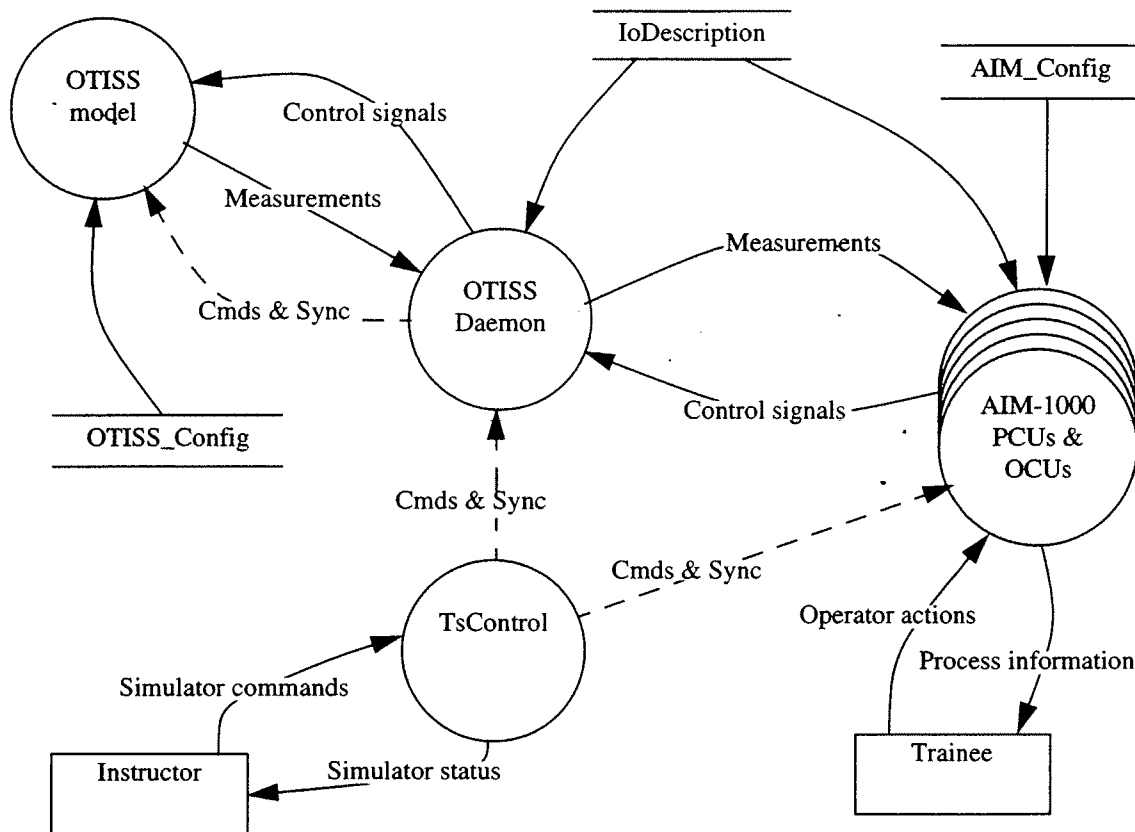 IoDescription
AIM_Config
OTISS
model
Control signals
Measurements
Measurements
OTISS
Daemon
Cmds & Sync
Control signals
AIM-1000
PCUs &
OCUs
OTISS_Config
Cmds & Sync
Cmds & Sync
TsControl
Operator actions
Process information
Simulator commands
Instructor
Simulator status
Trainee